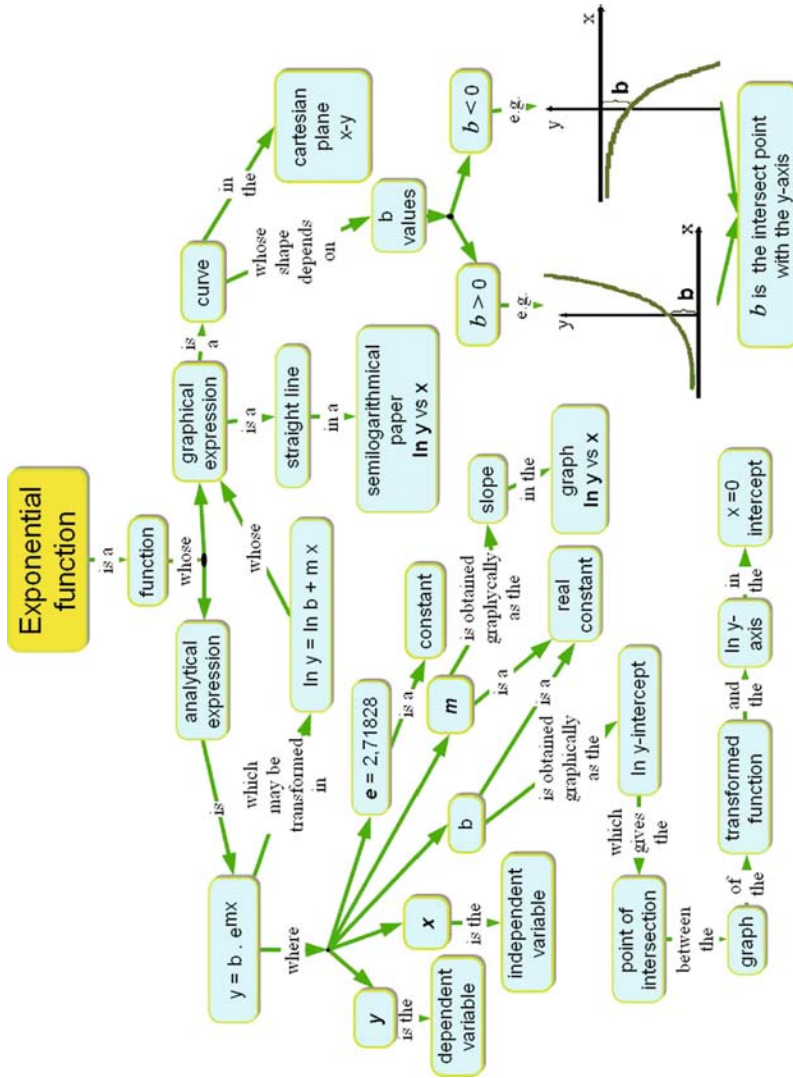 Exponential
function
is a
function
whose
analytical
expression
graphical
expression
is
y = b . emx
which
may be
transformed
in
ln y = ln b + m x
whose
is a
straight line
in a
semilogarithmical
paper
ln y vs x
is
a
curve
in
the
cartesian
plane
x-y
whose
shape
depends
on
b
values
b > 0
e.g.
y
b
x
b < 0
e.g.
y
b
x
b is the intersect point
with the y-axis
where
y
is the
dependent
variable
x
is the
independent
variable
b
is a
real
constant
is obtained
graphically
as the
ln y-intercept
which
gives
the
point of
intersection
between
the
graph
of
the
transformed
function
and
the
ln y-
axis
in
the
x =0
intercept
m
is a
is obtained
graphycally
as the
slope
in the
graph
ln y vs x
e = 2,71828
is a
constant